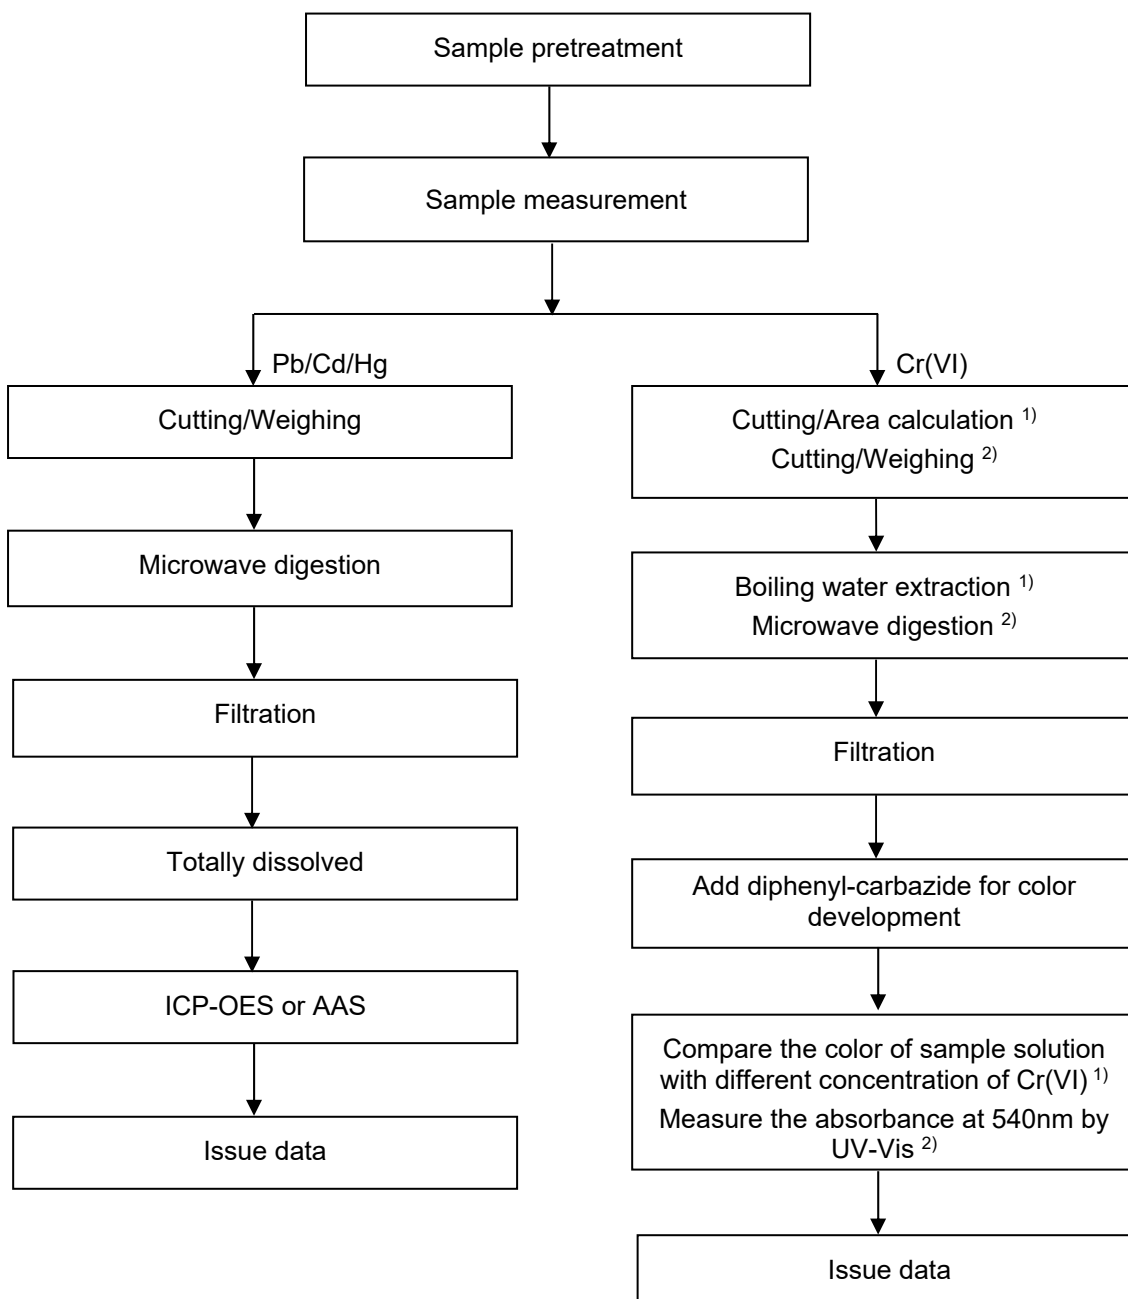 Sample pretreatment
Sample measurement
Pb/Cd/Hg
Cutting/Weighing
Microwave digestion
Filtration
Totally dissolved
ICP-OES or AAS
Issue data
Cr(VI)
Cutting/Area calculation 1)
Cutting/Weighing 2)
Boiling water extraction 1)
Microwave digestion 2)
Filtration
Add diphenyl-carbazide for color
development
Compare the color of sample solution
with different concentration of Cr(VI) 1)
Measure the absorbance at 540nm by
UV-Vis 2)
Issue data